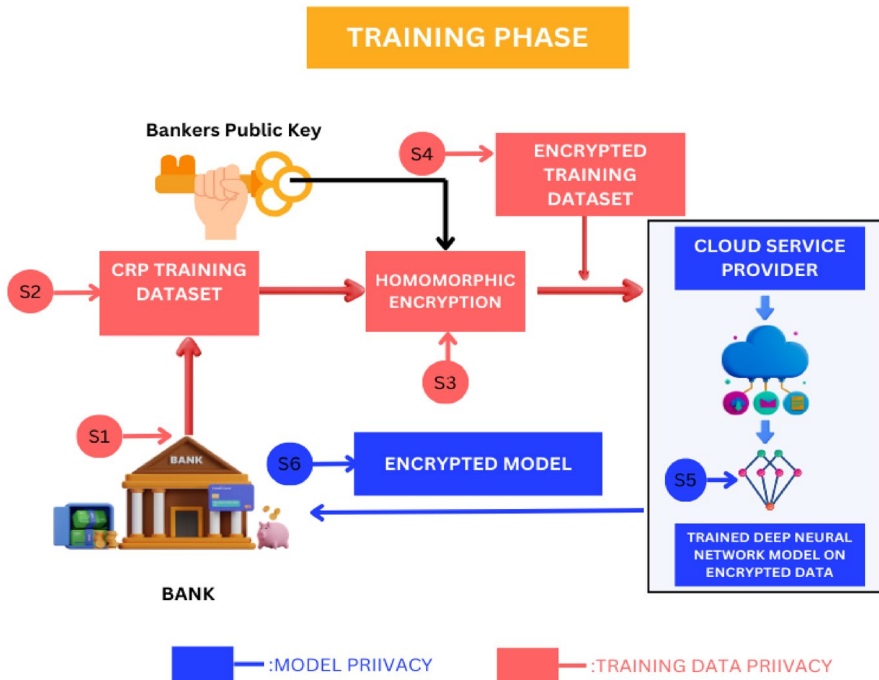 TRAINING PHASE
Bankers Public Key
S4
ENCRYPTED
TRAINING
DATASET
CLOUD SERVICE
PROVIDER
S2
CRP TRAINING
DATASET
HOMOMORPHIC
ENCRYPTION
S3
S1
BANK
S6
ENCRYPTED MODEL
S5
TRAINED DEEP NEURAL
NETWORK MODEL ON
ENCRYPTED DATA
BANK
:MODEL PRIIVACY
:TRAINING DATA PRIIVACY